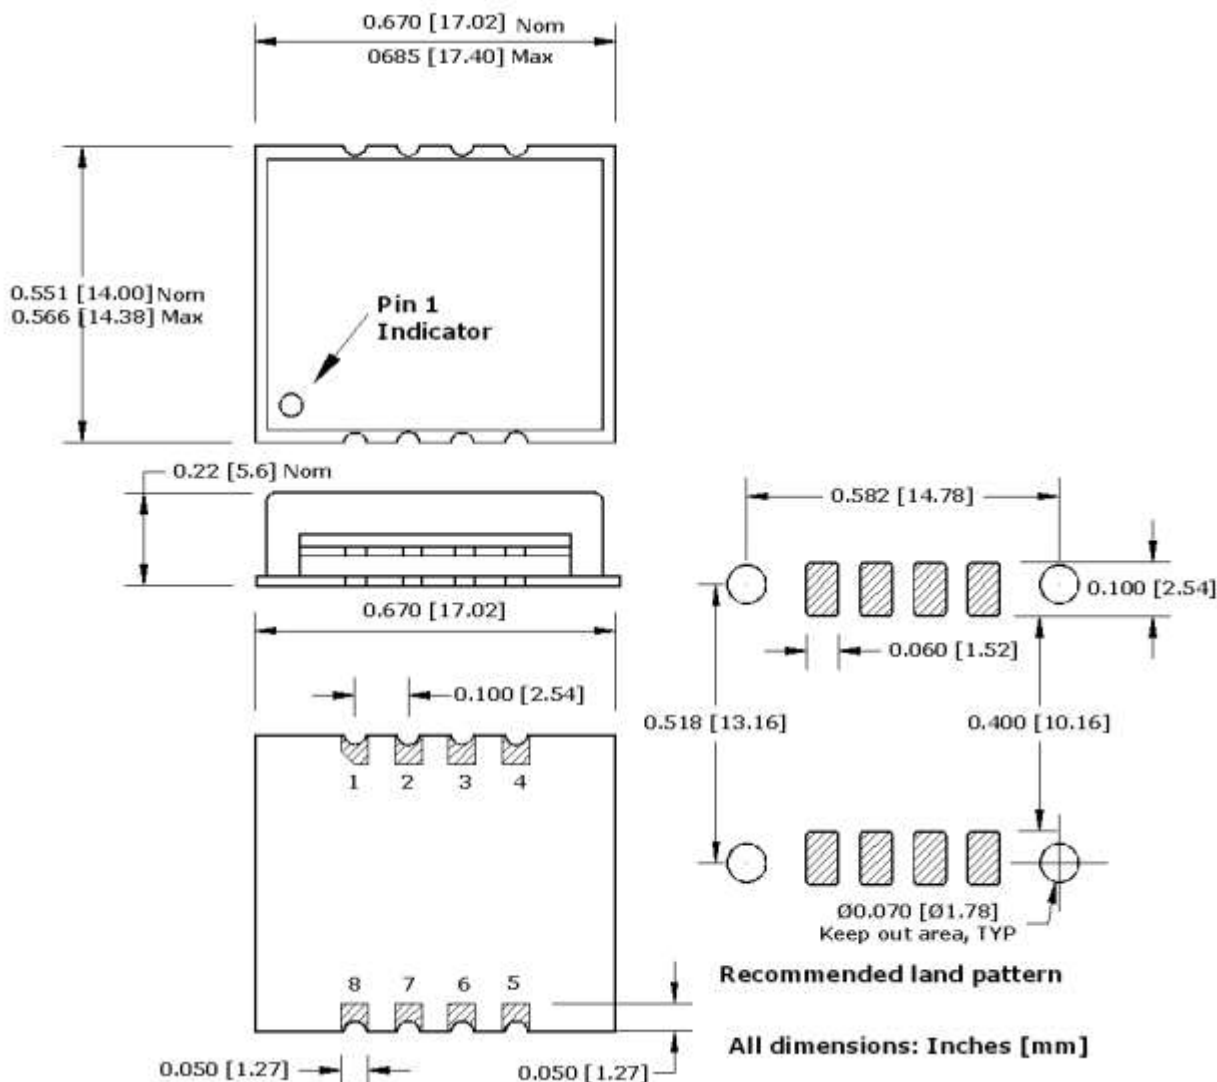 0.670 [17.02] Nom
0685 [17.40] Max
0.551 [14.00] Nom
0.566 [14.38] Max
Pin 1
Indicator
0.22 [5.6] Nom
0.582 [14.78]
0.100 [2.54]
0.670 [17.02]
0.060 [1.52]
0.100 [2.54]
0.518 [13.16]
0.400 [10.16]
1 2 3 4
Ø0.070 [Ø1.78]
Keep out area, TYP
Recommended land pattern
8 7 6 5
All dimensions: Inches [mm]
0.050 [1.27]
0.050 [1.27]